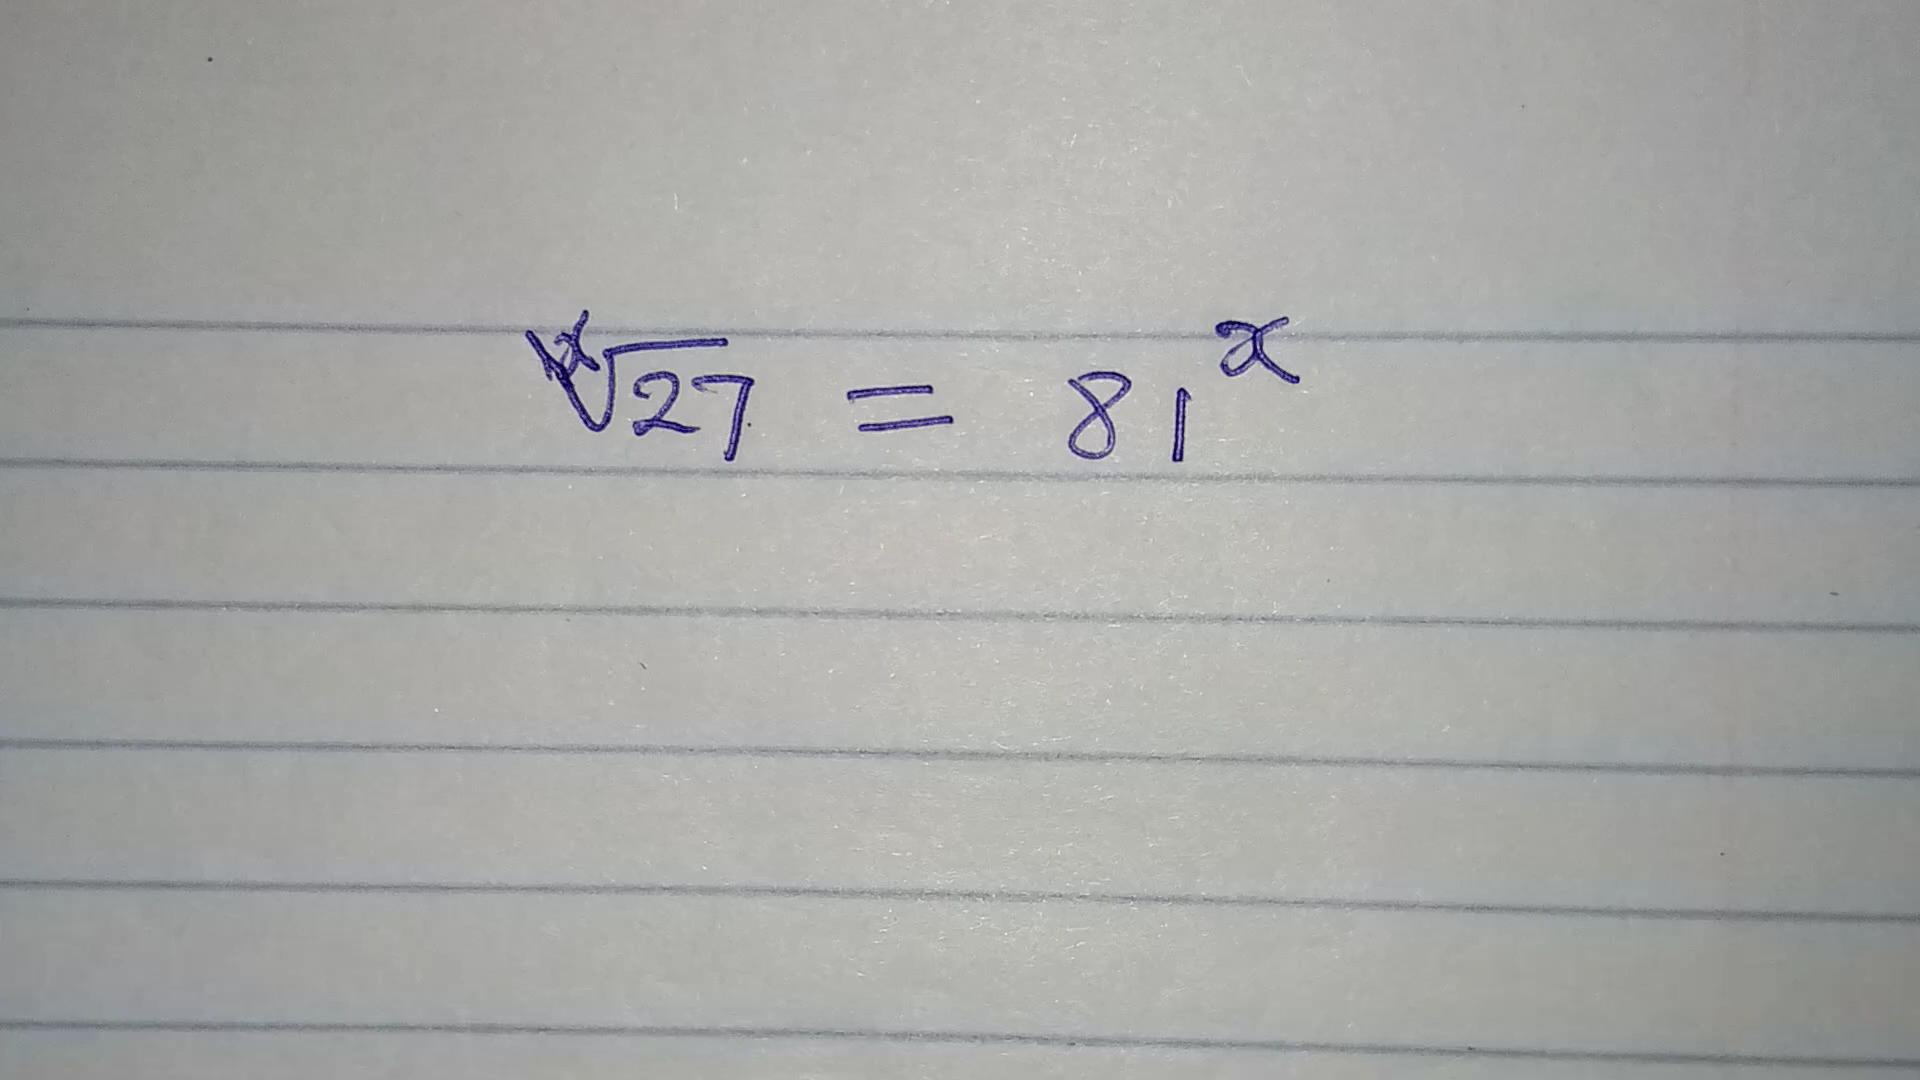 ˣ√27 = 81ˣ